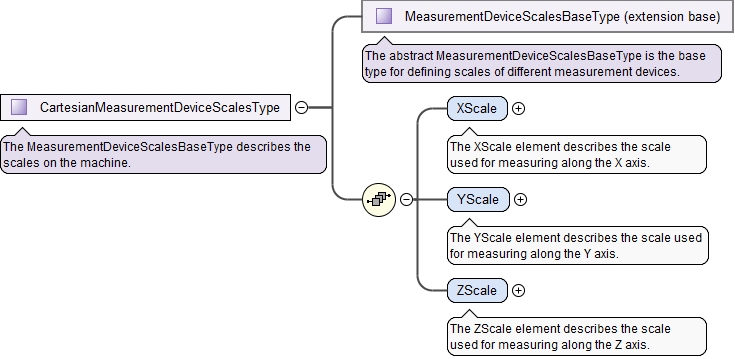 MeasurementDeviceScalesBaseType (extension base)
The abstract MeasurementDeviceScalesBaseType is the base
type for defining scales of different measurement devices.
CartesianMeasurementDeviceScalesType
The MeasurementDeviceScalesBaseType describes the
scales on the machine.
XScale
The XScale element describes the scale
used for measuring along the X axis.
YScale
The YScale element describes the scale used
for measuring along the Y axis.
ZScale
The ZScale element describes the scale
used for measuring along the Z axis.